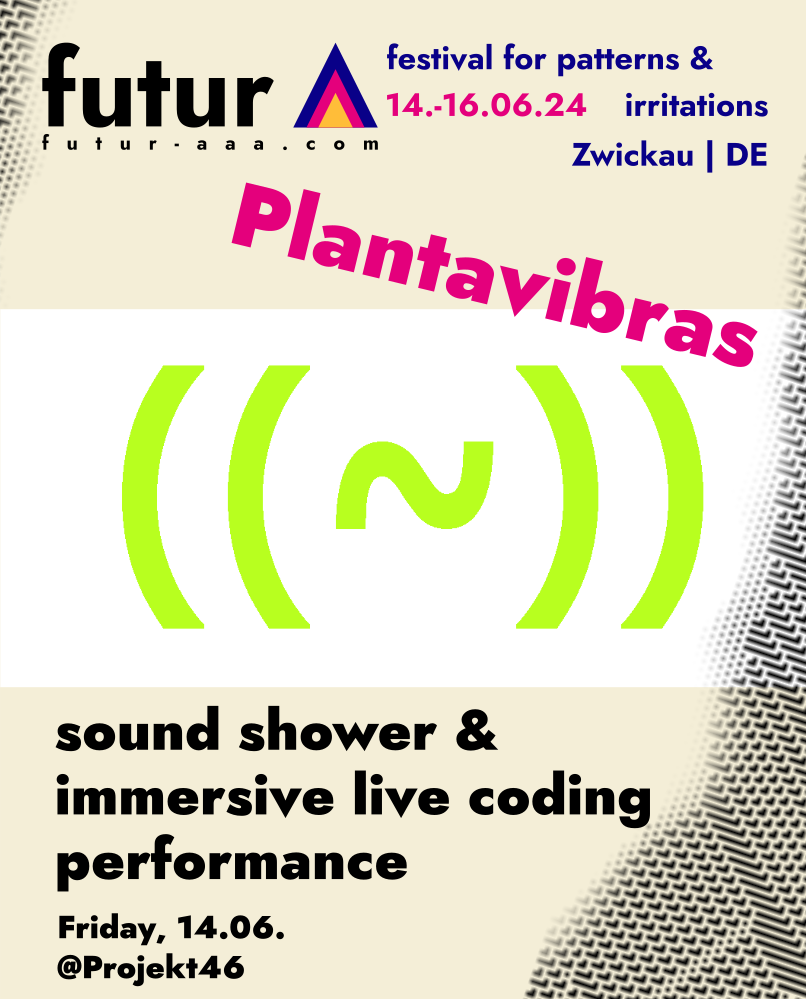 futur
futur-aaa.com
festival for patterns &
14.-16.06.24 irritations
Zwickau | DE
Plantavibras
((~))
sound shower &
immersive live coding
performance
Friday, 14.06.
@Projekt46